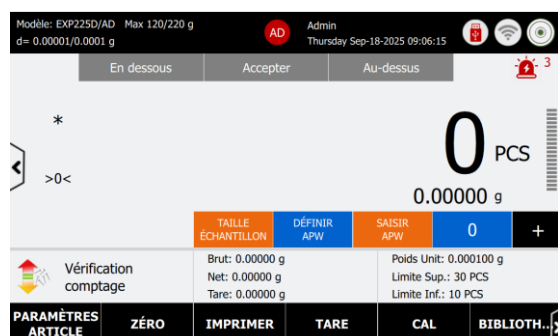 Modèle: EXP225D/AD Max 120/220 g
d= 0.00001/0.0001 g
AD
Admin
Thursday Sep-18-2025 09:06:15
En dessous Accepter Au-dessus
3
*
0 PCS
>0<
0.00000 g
TAILLE ÉCHANTILLON
DÉFINIR APW
SAISIR APW
0
+
Vérification comptage
Brut: 0.00000 g
Net: 0.00000 g
Tare: 0.00000 g
Poids Unit: 0.000100 g
Limite Sup.: 30 PCS
Limite Inf.: 10 PCS
PARAMÈTRES ARTICLE
ZÉRO
IMPRIMER
TARE
CAL
BIBLIOTH.